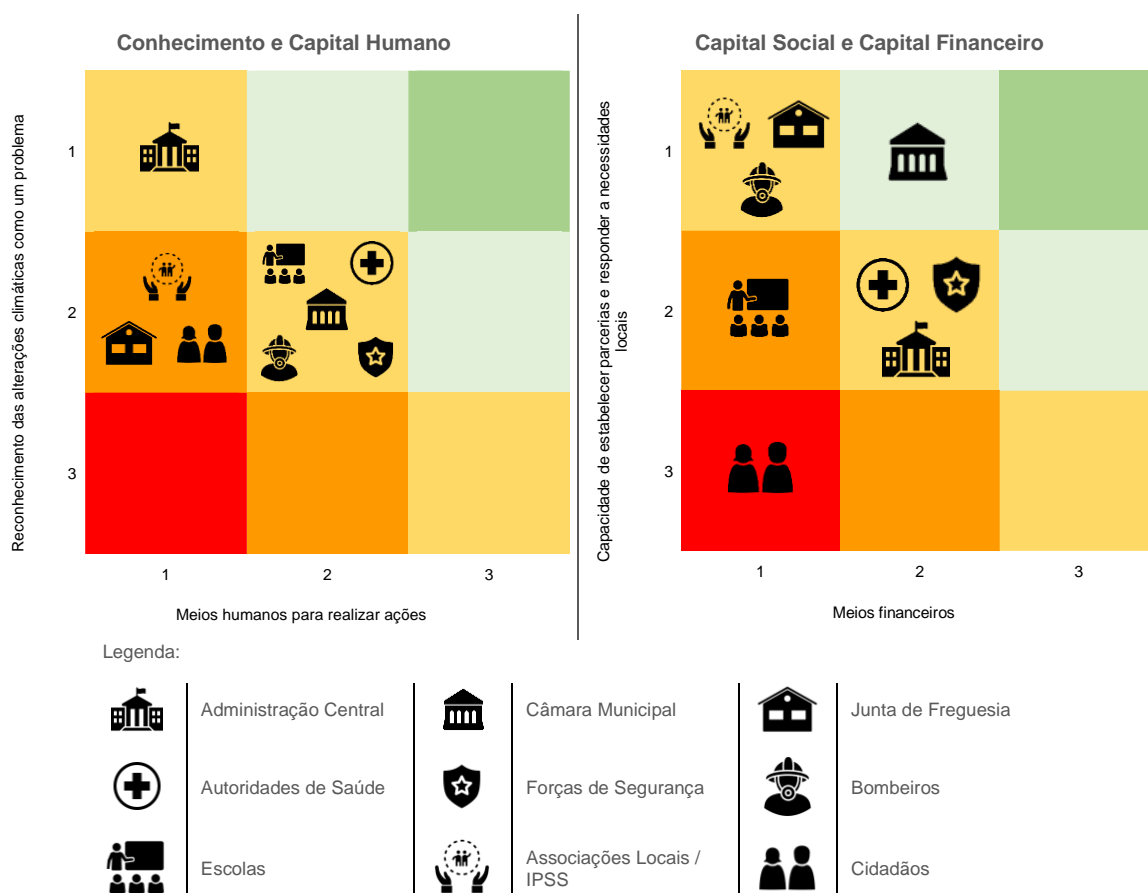 Conhecimento e Capital Humano
Reconhecimento das alterações climáticas como um problema
1
2
3
1
2
3
Meios humanos para realizar ações
Capital Social e Capital Financeiro
Capacidade de estabelecer parcerias e responder a necessidades
locais
1
2
3
1
2
3
Meios financeiros
Legenda:
Administração Central
Câmara Municipal
Junta de Freguesia
Autoridades de Saúde
Forças de Segurança
Bombeiros
Escolas
Associações Locais /
IPSS
Cidadãos